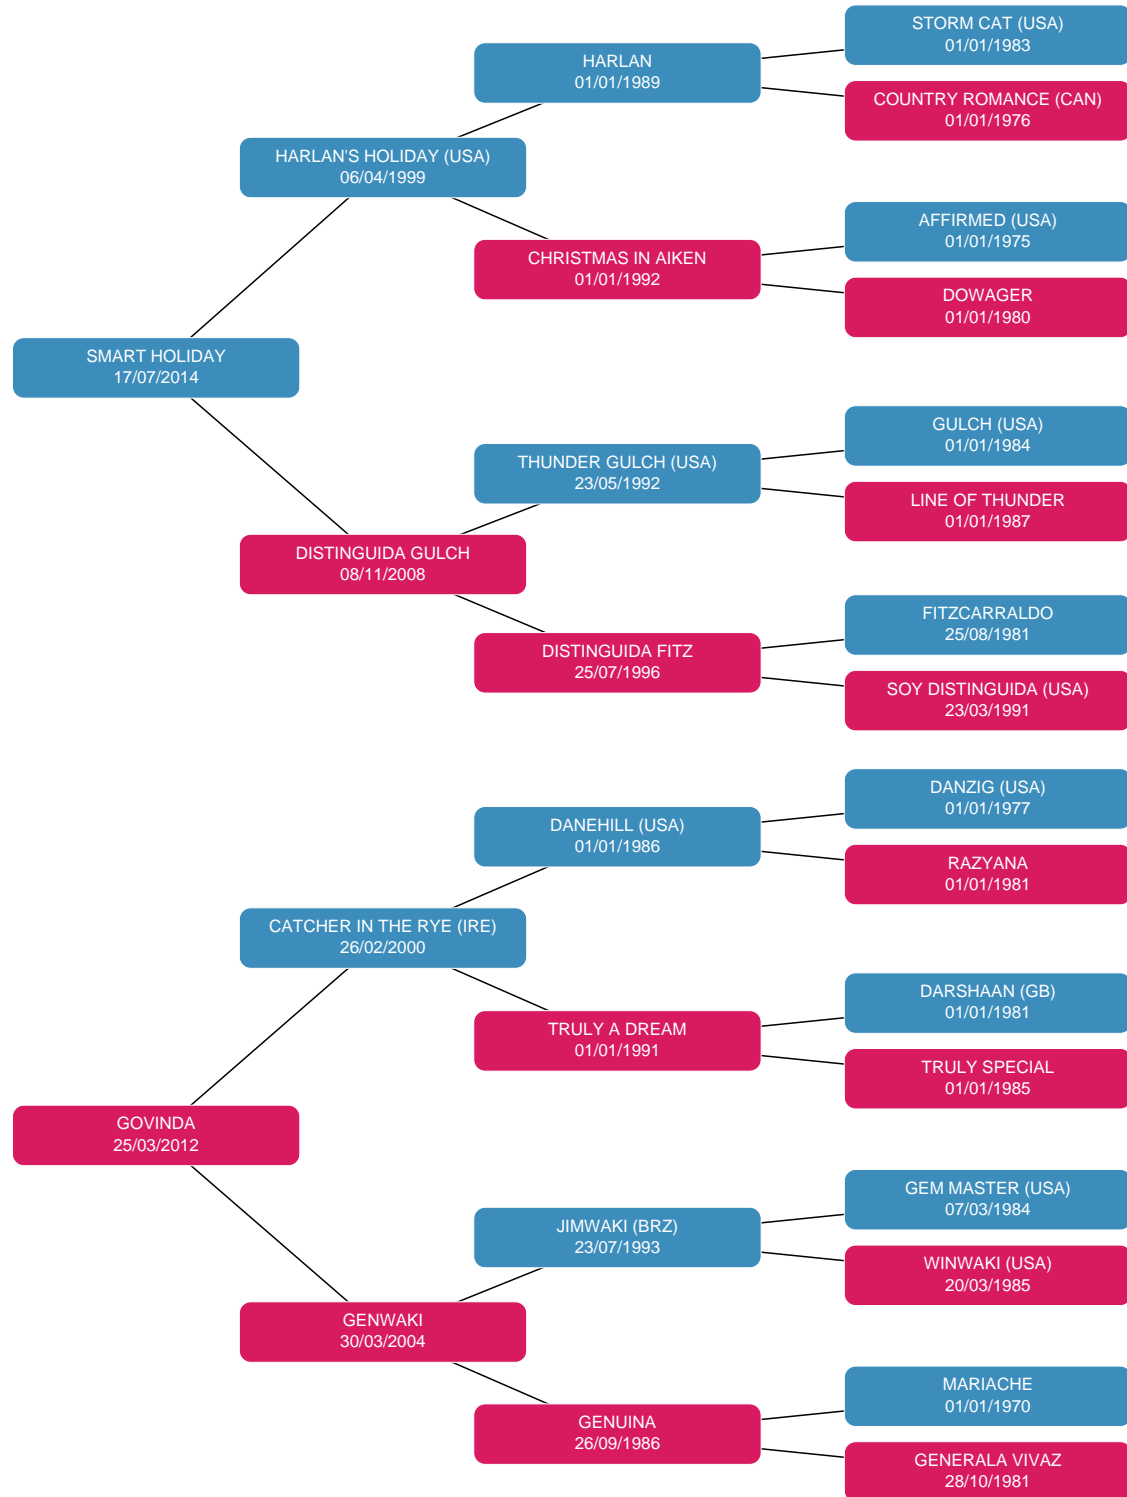 STORM CAT (USA)
01/01/1983
HARLAN
01/01/1989
COUNTRY ROMANCE (CAN)
01/01/1976
HARLAN'S HOLIDAY (USA)
06/04/1999
AFFIRMED (USA)
01/01/1975
CHRISTMAS IN AIKEN
01/01/1992
DOWAGER
01/01/1980
SMART HOLIDAY
17/07/2014
GULCH (USA)
01/01/1984
THUNDER GULCH (USA)
23/05/1992
LINE OF THUNDER
01/01/1987
DISTINGUIDA GULCH
08/11/2008
FITZCARRALDO
25/08/1981
DISTINGUIDA FITZ
25/07/1996
SOY DISTINGUIDA (USA)
23/03/1991
DANZIG (USA)
01/01/1977
DANEHILL (USA)
01/01/1986
RAZYANA
01/01/1981
CATCHER IN THE RYE (IRE)
26/02/2000
DARSHAAN (GB)
01/01/1981
TRULY A DREAM
01/01/1991
TRULY SPECIAL
01/01/1985
GOVINDA
25/03/2012
GEM MASTER (USA)
07/03/1984
JIMWAKI (BRZ)
23/07/1993
WINWAKI (USA)
20/03/1985
GENWAKI
30/03/2004
MARIACHE
01/01/1970
GENUINA
26/09/1986
GENERALA VIVAZ
28/10/1981